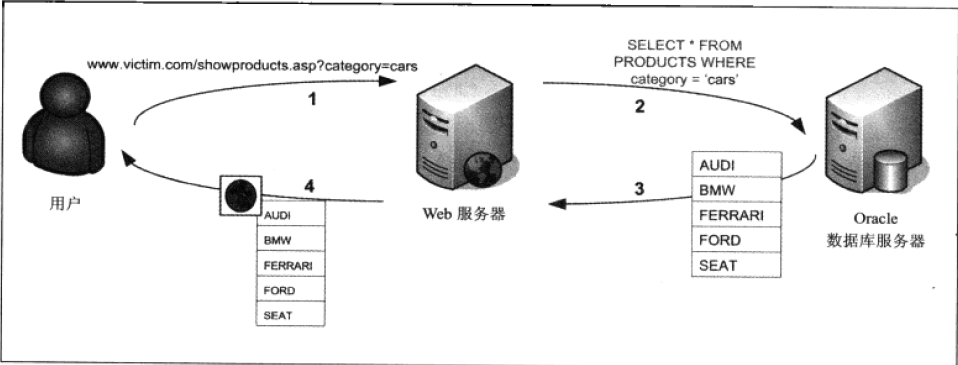 www.victim.com/showproducts.asp?category=cars
1
SELECT * FROM
PRODUCTS WHERE
category = ‘cars’
2
用户
4
AUDI
BMW
FERRARI
FORD
SEAT
Web 服务器
3
AUDI
BMW
FERRARI
FORD
SEAT
Oracle
数据库服务器